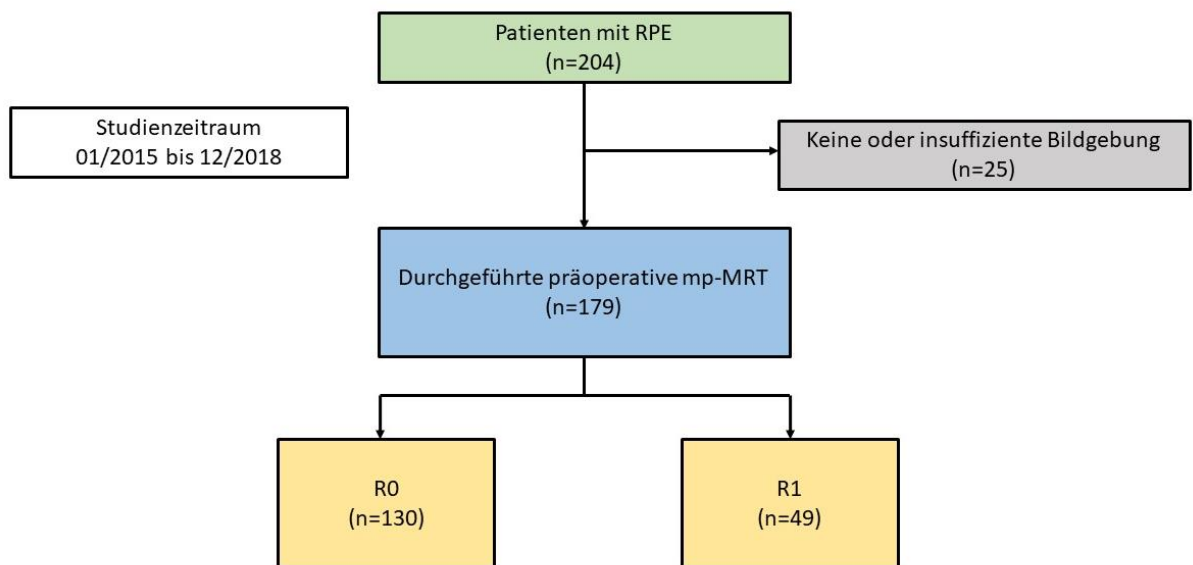 Patienten mit RPE
(n=204)
Studienzeitraum
01/2015 bis 12/2018
Keine oder insuffiziente Bildgebung
(n=25)
Durchgeführte präoperative mp-MRT
(n=179)
R0
(n=130)
R1
(n=49)